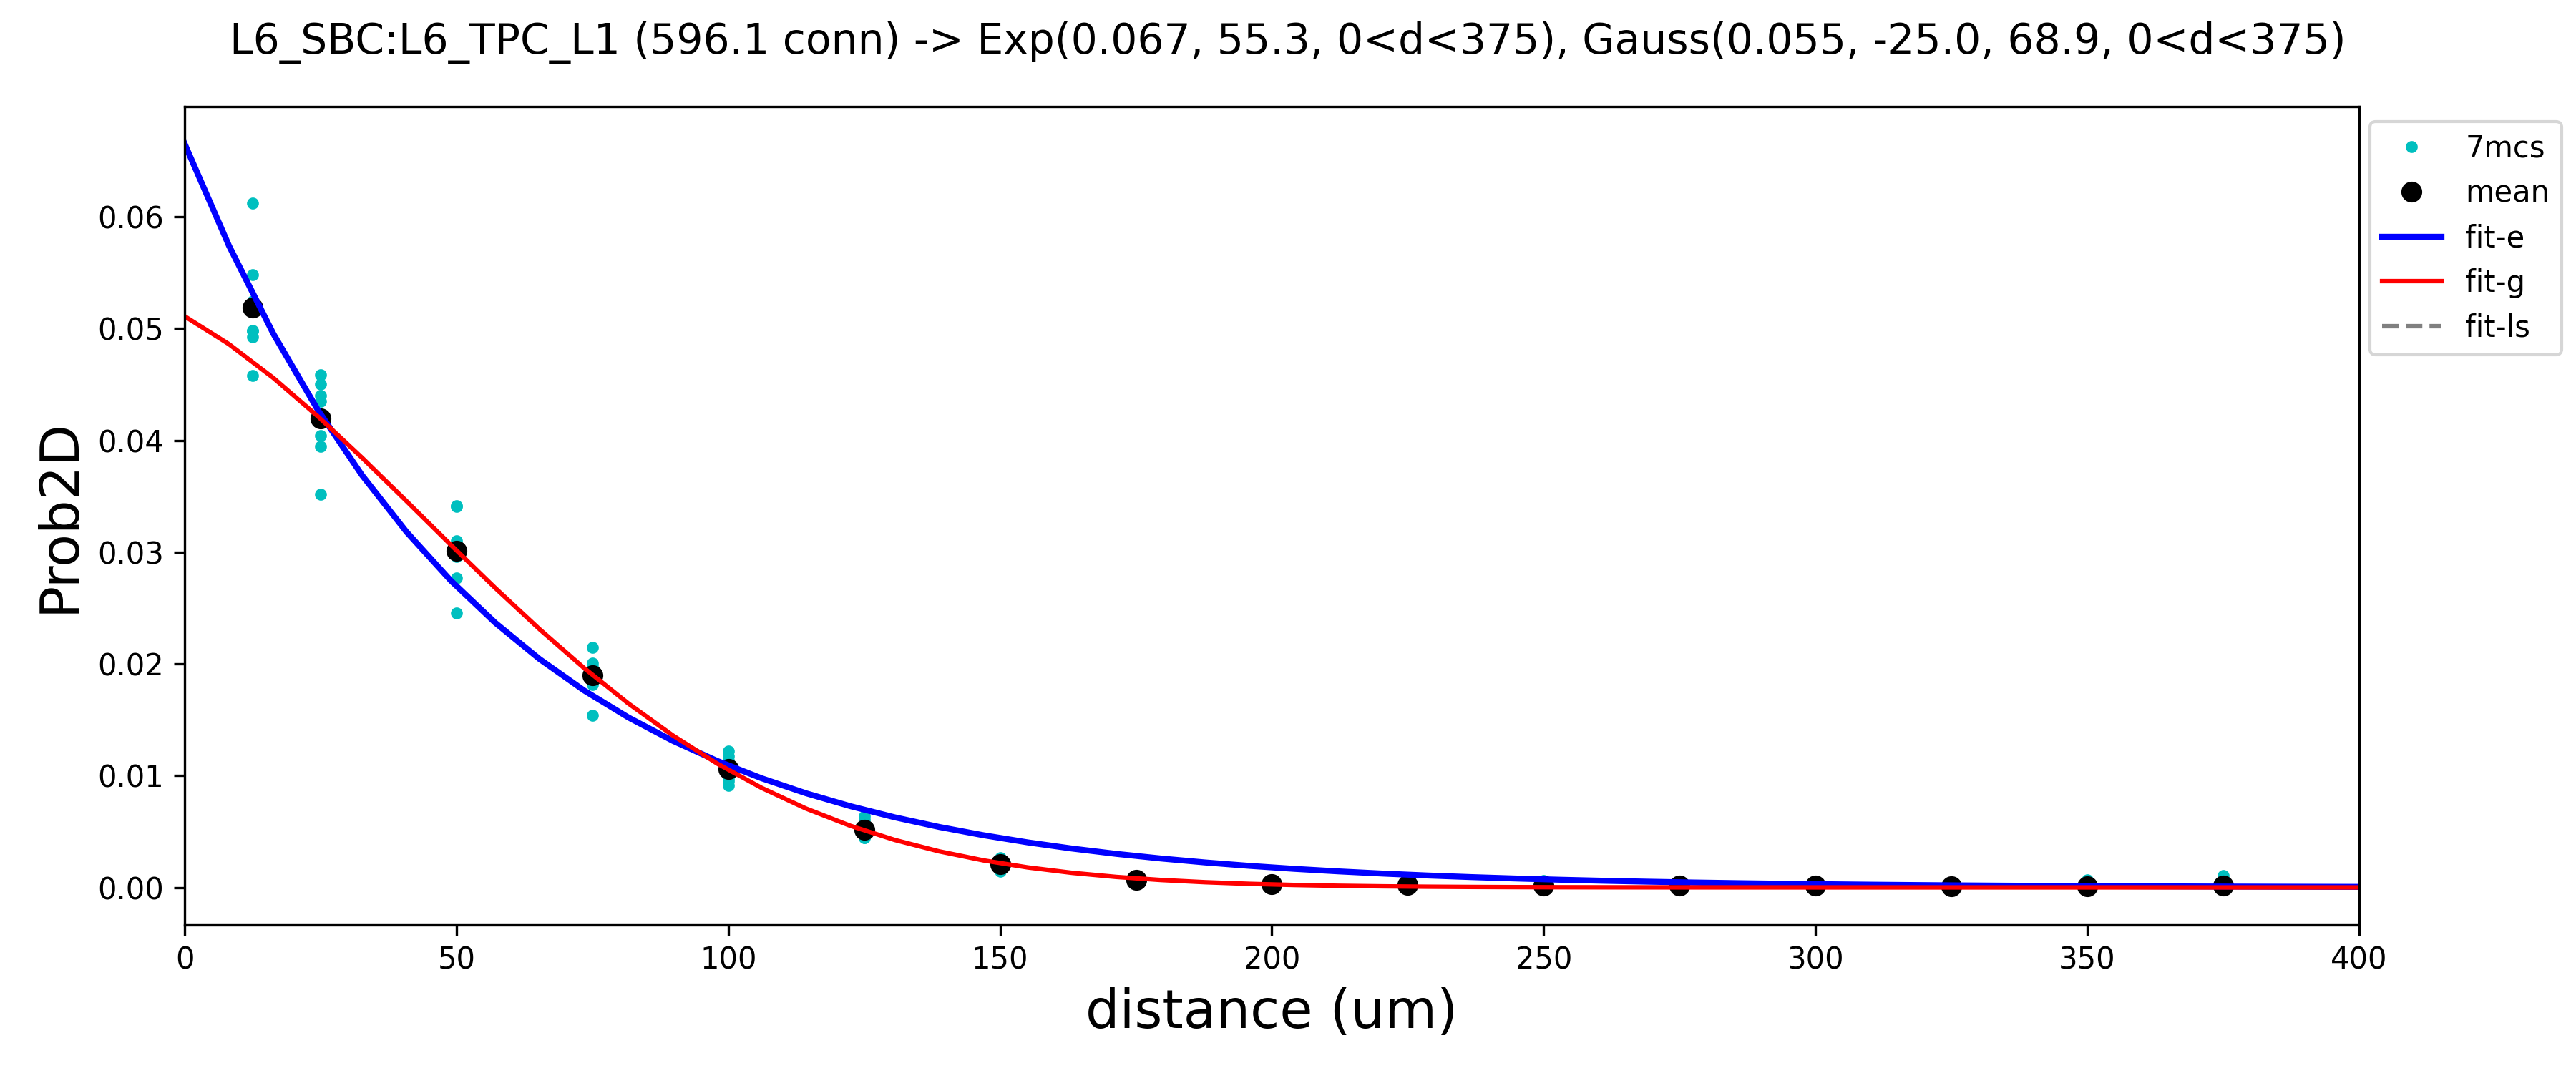 L6_SBC:L6_TPC_L1 (596.1 conn) -> Exp(0.067, 55.3, 0<d<375), Gauss(0.055, -25.0, 68.9, 0<d<375)
7mcs
mean
fit-e
fit-g
fit-ls
Prob2D
0.06
0.05
0.04
0.03
0.02
0.01
0.00
0 50 100 150 200 250 300 350 400
distance (um)